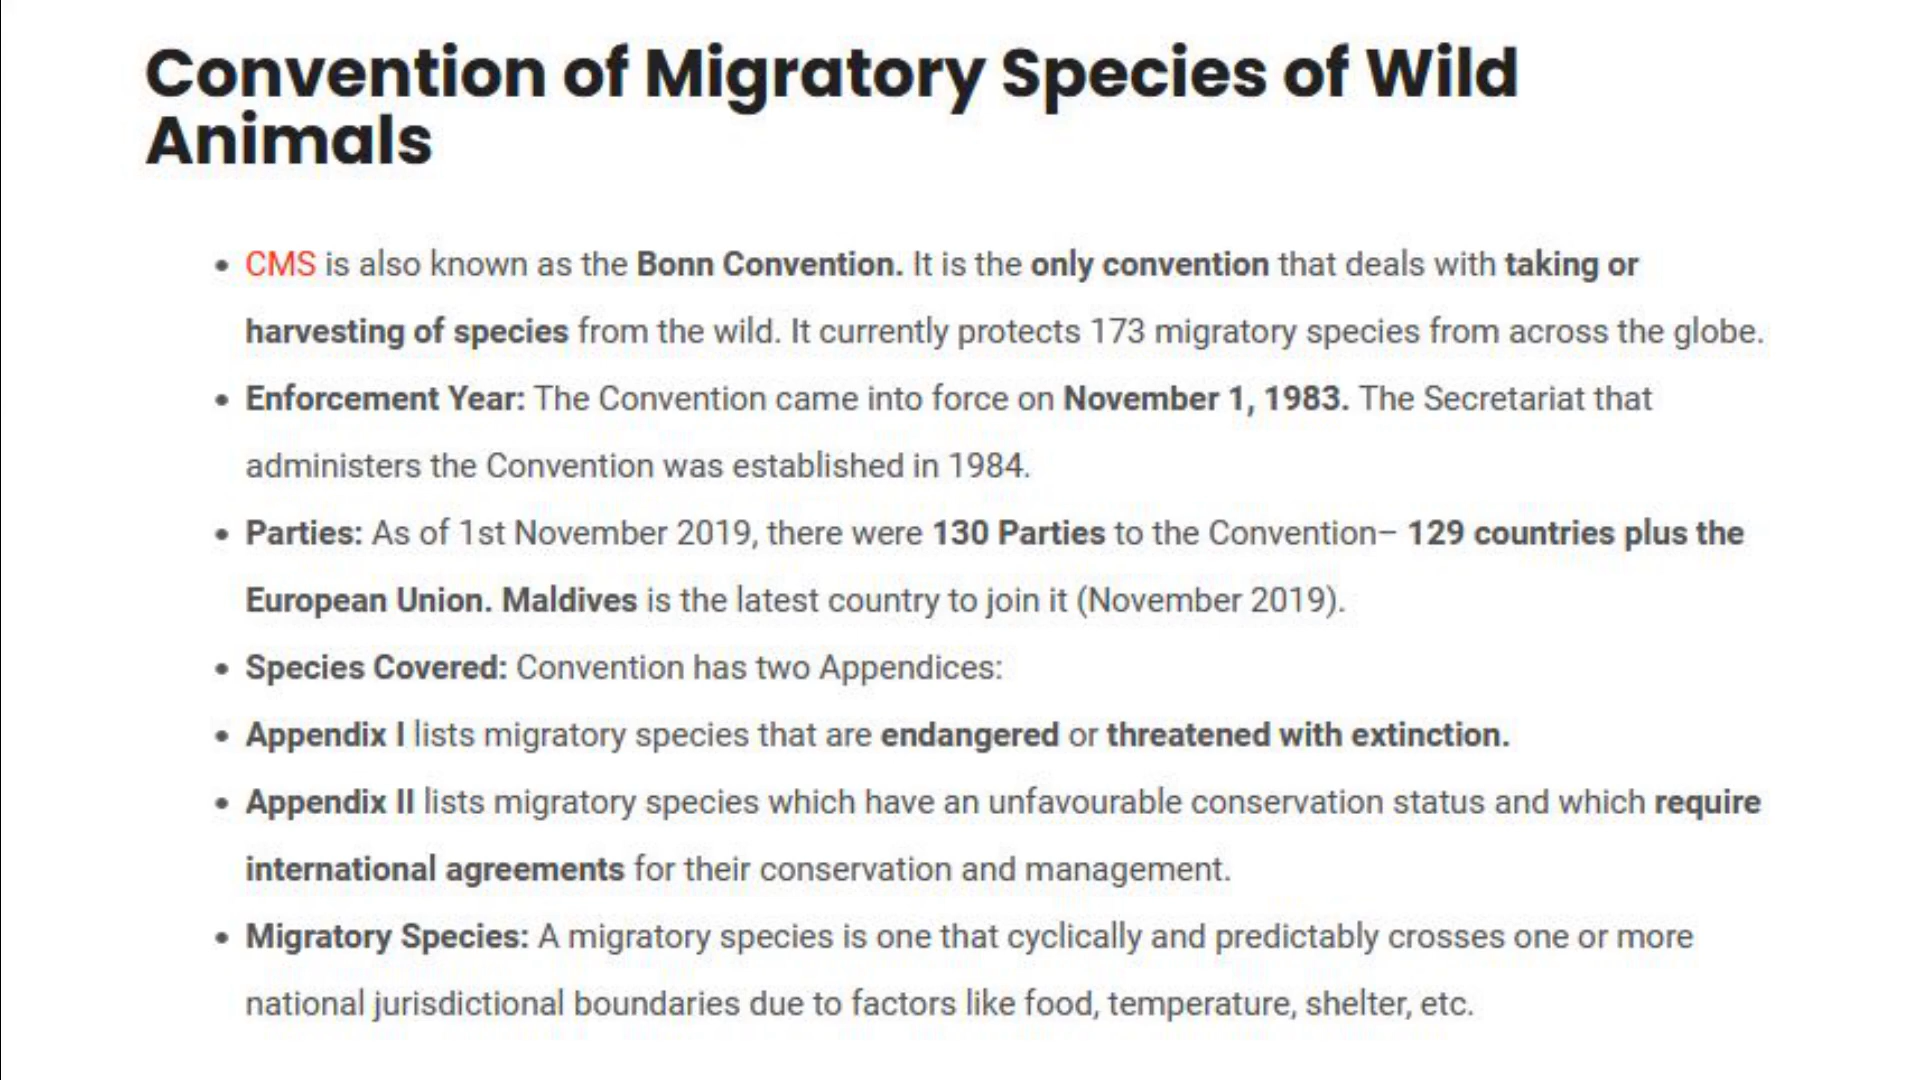 Convention of Migratory Species of Wild
Animals
• CMS is also known as the Bonn Convention. It is the only convention that deals with taking or
harvesting of species from the wild. It currently protects 173 migratory species from across the globe.
• Enforcement Year: The Convention came into force on November 1, 1983. The Secretariat that
administers the Convention was established in 1984.
• Parties: As of 1st November 2019, there were 130 Parties to the Convention– 129 countries plus the
European Union. Maldives is the latest country to join it (November 2019).
• Species Covered: Convention has two Appendices:
• Appendix I lists migratory species that are endangered or threatened with extinction.
• Appendix II lists migratory species which have an unfavourable conservation status and which require
international agreements for their conservation and management.
• Migratory Species: A migratory species is one that cyclically and predictably crosses one or more
national jurisdictional boundaries due to factors like food, temperature, shelter, etc.